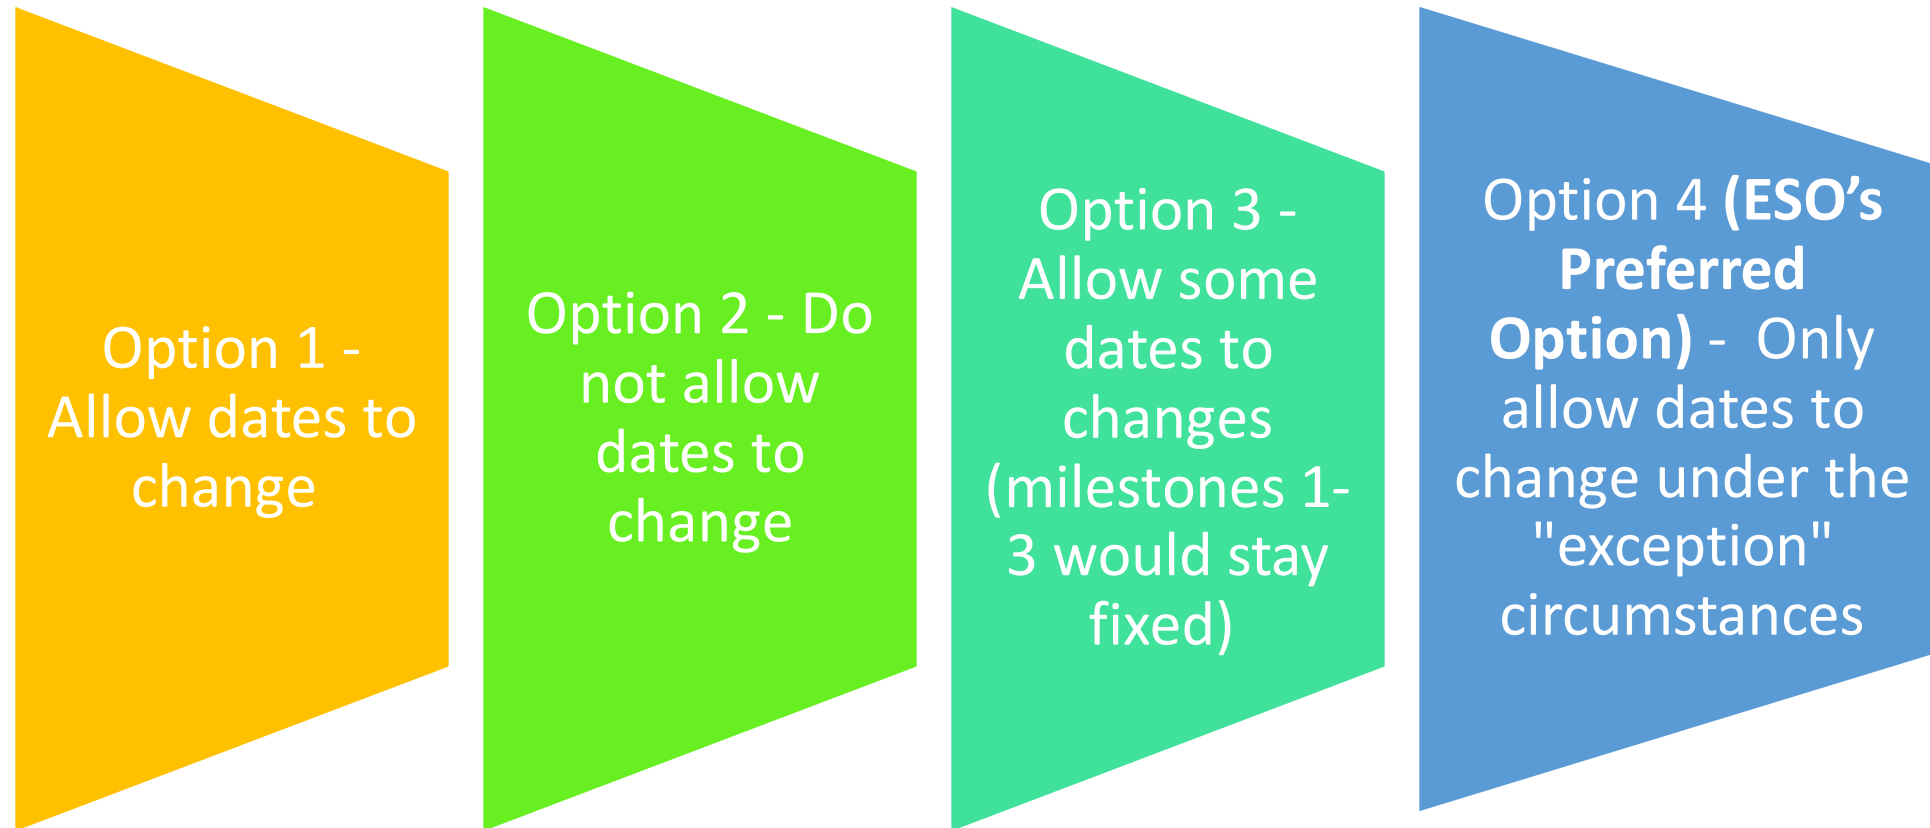 Option 1 -
Allow dates to
change
Option 2 - Do
not allow
dates to
change
Option 3 -
Allow some
dates to
changes
(milestones 1-
3 would stay
fixed)
Option 4 (ESO’s
Preferred
Option) -  Only
allow dates to
change under the
"exception"
circumstances